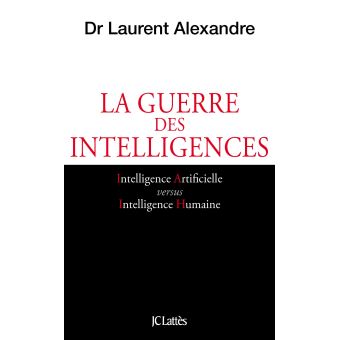 Dr Laurent Alexandre
LA GUERRE
DES
INTELLIGENCES
Intelligence Artificielle
versus
Intelligence Humaine
JC Lattès